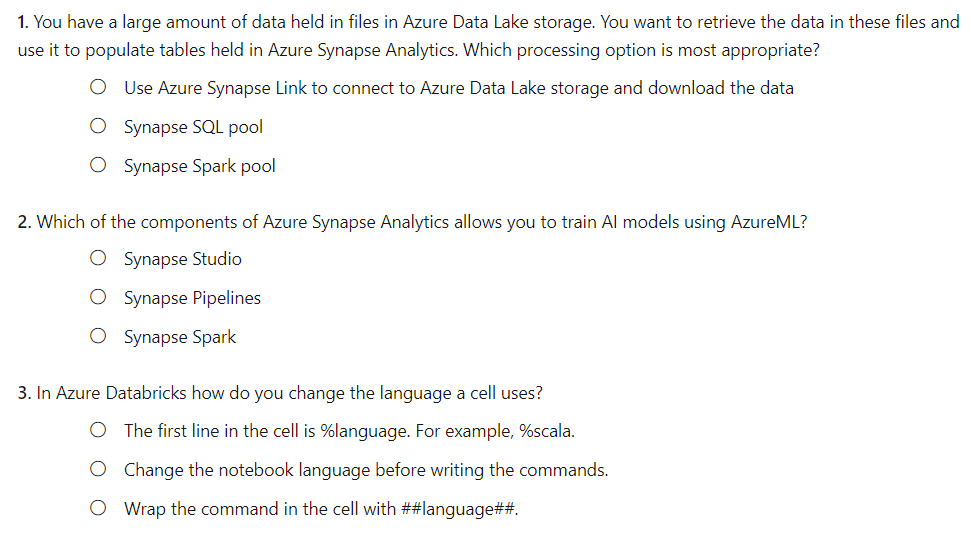 1. You have a large amount of data held in files in Azure Data Lake storage. You want to retrieve the data in these files and
use it to populate tables held in Azure Synapse Analytics. Which processing option is most appropriate?
Use Azure Synapse Link to connect to Azure Data Lake storage and download the data
Synapse SQL pool
Synapse Spark pool
2. Which of the components of Azure Synapse Analytics allows you to train AI models using AzureML?
Synapse Studio
Synapse Pipelines
Synapse Spark
3. In Azure Databricks how do you change the language a cell uses?
The first line in the cell is %language. For example, %scala.
Change the notebook language before writing the commands.
Wrap the command in the cell with ##language##.